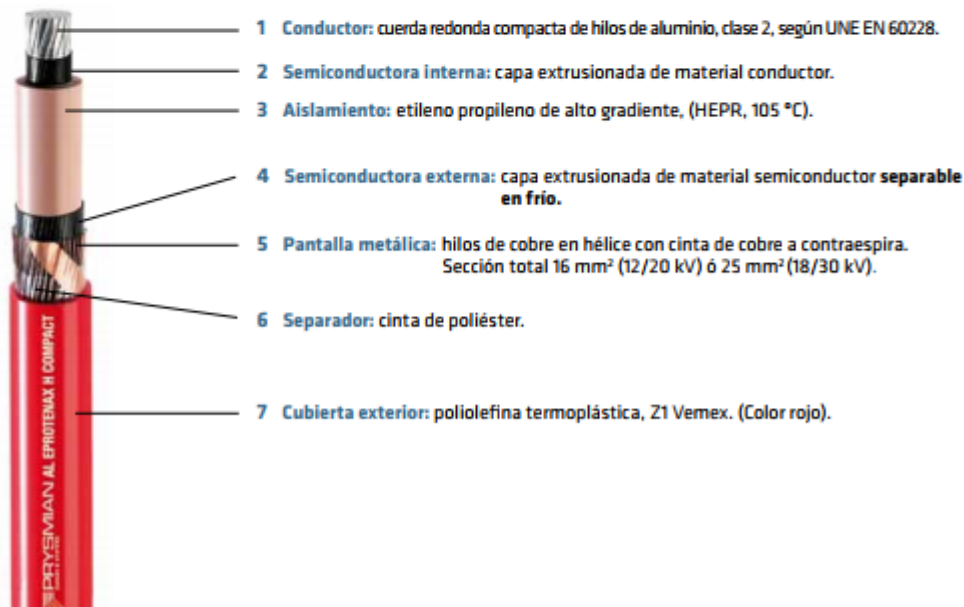 1 Conductor: cuerda redonda compacta de hilos de aluminio, clase 2, según UNE EN 60228.
2 Semiconductora interna: capa extrusionada de material conductor.
3 Aislamiento: etileno propileno de alto gradiente, (HEPR, 105 °C).
4 Semiconductora externa: capa extrusionada de material semiconductor separable
en frío.
5 Pantalla metálica: hilos de cobre en hélice con cinta de cobre a contraespira.
Sección total 16 mm² (12/20 kV) ó 25 mm² (18/30 kV).
6 Separador: cinta de poliéster.
7 Cubierta exterior: poliolefina termoplástica, Z1 Vemex. (Color rojo).
PRYSMIAN AL EPROTENAX H COMPACT